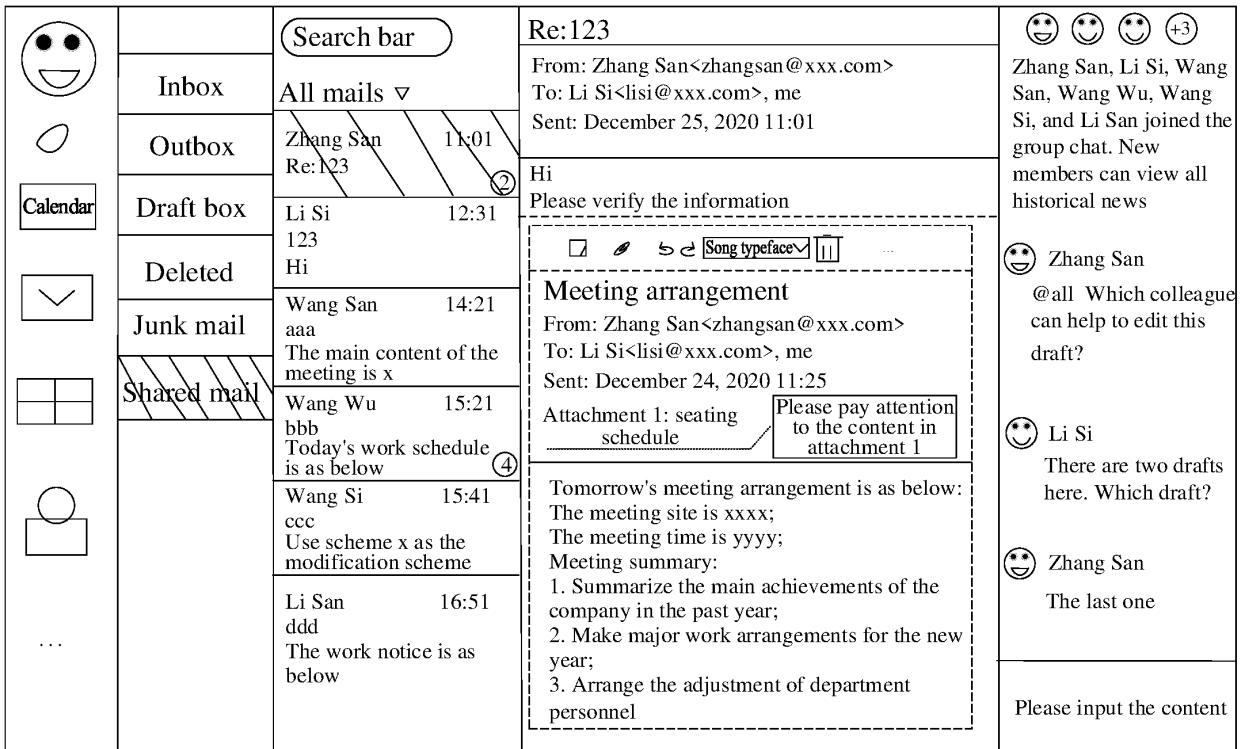 Calendar
...
Inbox
Outbox
Draft box
Deleted
Junk mail
Shared mail
Search bar
All mails
Zhang San 11:01
Re:123
2
Li Si 12:31
123
Hi
Wang San 14:21
aaa
The main content of the
meeting is x
Wang Wu 15:21
bbb
Today's work schedule
is as below
4
Wang Si 15:41
ccc
Use scheme x as the
modification scheme
Li San 16:51
ddd
The work notice is as
below
Re:123
From: Zhang San<zhangsan@xxx.com>
To: Li Si<lisi@xxx.com>, me
Sent: December 25, 2020 11:01
Hi
Please verify the information
Song typeface
...
Meeting arrangement
From: Zhang San<zhangsan@xxx.com>
To: Li Si<lisi@xxx.com>, me
Sent: December 24, 2020 11:25
Attachment 1: seating
schedule
Please pay attention
to the content in
attachment 1
Tomorrow's meeting arrangement is as below:
The meeting site is xxxx;
The meeting time is yyyy;
Meeting summary:
1. Summarize the main achievements of the
company in the past year;
2. Make major work arrangements for the new
year;
3. Arrange the adjustment of department
personnel
+3
Zhang San, Li Si, Wang
San, Wang Wu, Wang
Si, and Li San joined the
group chat. New
members can view all
historical news
Zhang San
@all Which colleague
can help to edit this
draft?
Li Si
There are two drafts
here. Which draft?
Zhang San
The last one
Please input the content